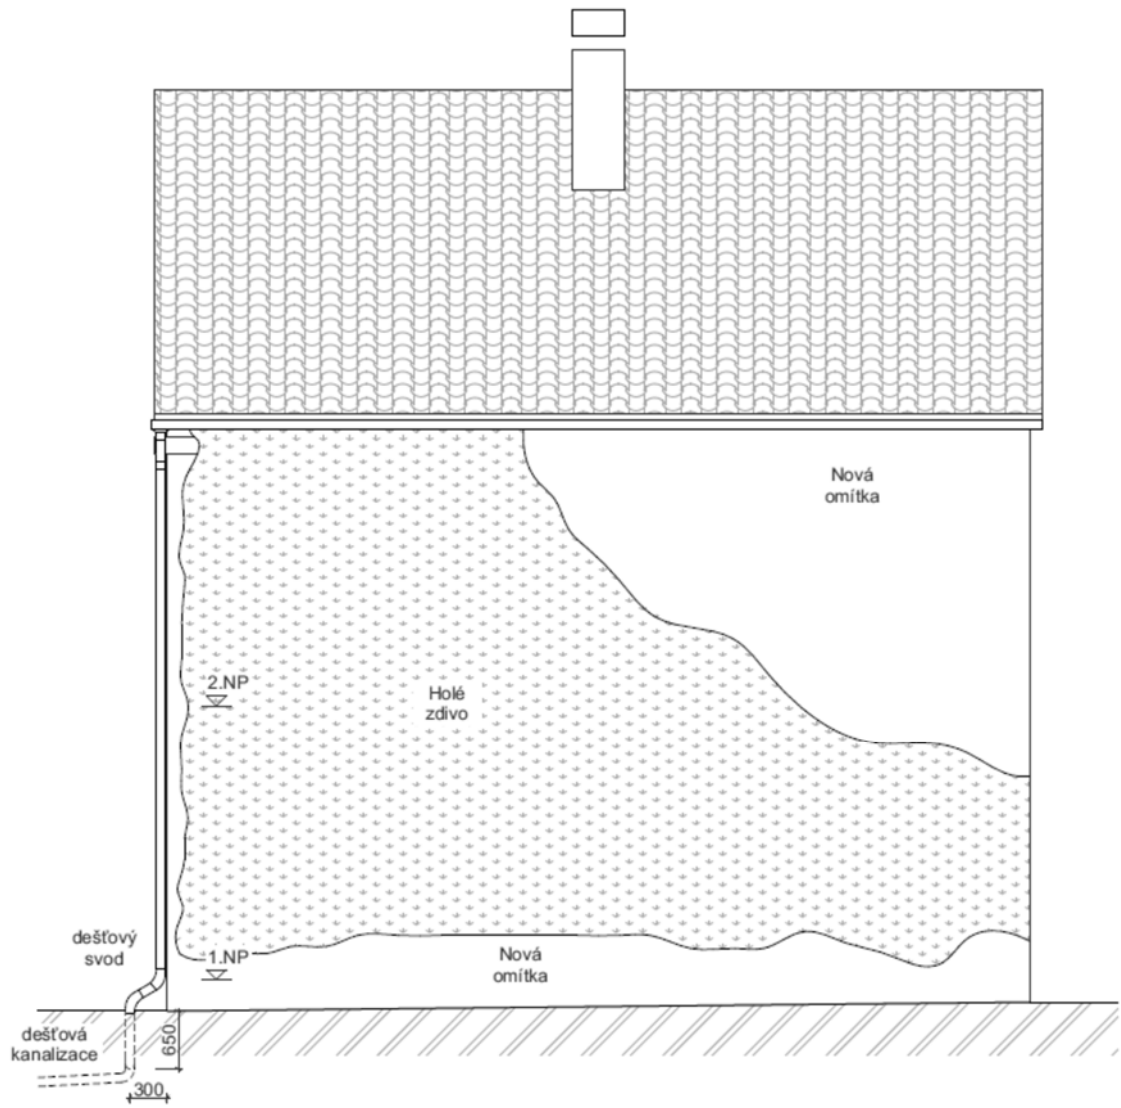 Nová
omítka
2.NP
Holé
zdivo
dešťový
svod
1.NP
Nová
omítka
dešťová
kanalizace
650
300